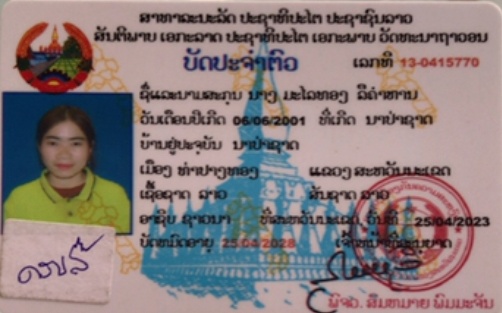 ສາທາລະນະລັດ ປະຊາທິປະໄຕ ປະຊາຊົນລາວ
ສັນຕິພາບ ເອກະລາດ ປະຊາທິປະໄຕ ເອກະພາບ ວັດທະນາຖາວອນ
ບັດປະຈຳຕົວ ເລກທີ 13-0415770
ຊື່ແລະນາມສະກຸນ ນາງ ມະໄລທອງ ລືຄຳຫານ
ວັນເດືອນປີເກີດ 06/06/2001 ທີ່ເກີດ ນາປ່າຊາດ
ບ້ານຢູ່ປະຈຸບັນ ນາປ່າຊາດ
ເມືອງ ທ່າປາງທອງ ແຂວງ ສະຫວັນນະເຂດ
ເຊື້ອຊາດ ລາວ ສັນຊາດ ລາວ
ອາຊີບ ຊາວນາ ທີ່ສະຫວັນນະເຂດ, ວັນທີ 25/04/2023
ບັດໝົດອາຍຸ 25/04/2028 ເຈົ້າໜ້າທີ່ອະນຸຍາດ
ພັຈວ. ສົມຫມາຍ ພົມມະຈັນ